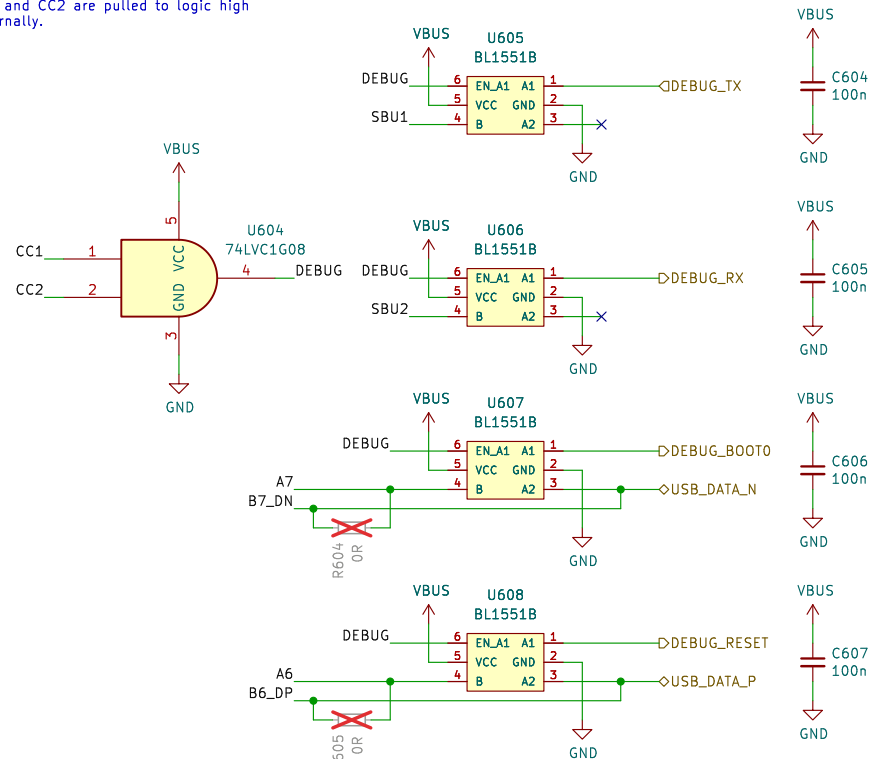 and CC2 are pulled to logic high
rnally.
VBUS
U605
BL1551B
DEBUG
6
EN_A1
A1
1
DEBUG_TX
5
VCC
GND
2
SBU1
4
B
A2
3
GND
VBUS
C604
100n
GND
VBUS
U604
74LVC1G08
5
VCC
CC1
1
4
DEBUG
CC2
2
GND
3
GND
VBUS
U606
BL1551B
DEBUG
6
EN_A1
A1
1
DEBUG_RX
5
VCC
GND
2
SBU2
4
B
A2
3
GND
VBUS
C605
100n
GND
VBUS
U607
BL1551B
DEBUG
6
EN_A1
A1
1
DEBUG_BOOT0
5
VCC
GND
2
A7
4
B
A2
3
USB_DATA_N
B7_DN
R604
0R
GND
VBUS
C606
100n
GND
VBUS
U608
BL1551B
DEBUG
6
EN_A1
A1
1
DEBUG_RESET
5
VCC
GND
2
A6
4
B
A2
3
USB_DATA_P
B6_DP
605
0R
GND
VBUS
C607
100n
GND